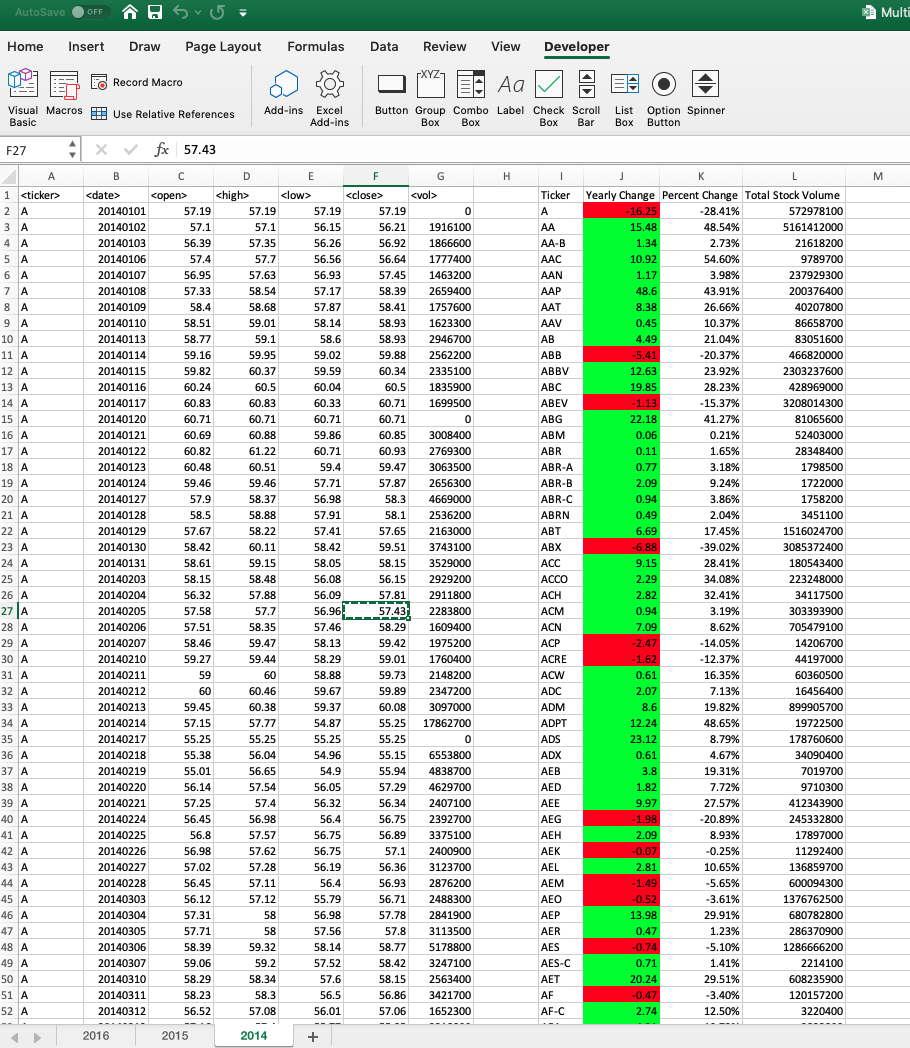 AutoSave OFF Multi
Home Insert Draw Page Layout Formulas Data Review View Developer
Visual Basic Macros Record Macro Use Relative References Add-ins Excel Add-ins Button Group Box Combo Box Label Check Box Scroll Bar List Box Option Button Spinner
XYZ Aa
F27 fx 57.43
A B C D E F G H I J K L M
1 <ticker> <date> <open> <high> <low> <close> <vol> Ticker Yearly Change Percent Change Total Stock Volume
2 A 20140101 57.19 57.19 57.19 57.19 0 A -16.25 -28.41% 572978100
3 A 20140102 57.1 57.1 56.15 56.21 1916100 AA 15.48 48.54% 5161412000
4 A 20140103 56.39 57.35 56.26 56.92 1866600 AA-B 1.34 2.73% 21618200
5 A 20140106 57.4 57.7 56.56 56.64 1777400 AAC 10.92 54.60% 9789700
6 A 20140107 56.95 57.63 56.93 57.45 1463200 AAN 1.17 3.98% 237929300
7 A 20140108 57.33 58.54 57.17 58.39 2659400 AAP 48.6 43.91% 200376400
8 A 20140109 58.4 58.68 57.87 58.41 1757600 AAT 8.38 26.66% 40207800
9 A 20140110 58.51 59.01 58.14 58.93 1623300 AAV 0.45 10.37% 86658700
10 A 20140113 58.77 59.1 58.6 58.93 2946700 AB 4.49 21.04% 83051600
11 A 20140114 59.16 59.95 59.02 59.88 2562200 ABB -5.41 -20.37% 466820000
12 A 20140115 59.82 60.37 59.59 60.34 2335100 ABBV 12.63 23.92% 2303237600
13 A 20140116 60.24 60.5 60.04 60.5 1835900 ABC 19.85 28.23% 428969000
14 A 20140117 60.83 60.83 60.33 60.71 1699500 ABEV -1.13 -15.37% 3208014300
15 A 20140120 60.71 60.71 60.71 60.71 0 ABG 22.18 41.27% 81065600
16 A 20140121 60.69 60.88 59.86 60.85 3008400 ABM 0.06 0.21% 52403000
17 A 20140122 60.82 61.22 60.71 60.93 2769300 ABR 0.11 1.65% 28348400
18 A 20140123 60.48 60.51 59.4 59.47 3063500 ABR-A 0.77 3.18% 1798500
19 A 20140124 59.46 59.46 57.71 57.87 2656300 ABR-B 2.09 9.24% 1722000
20 A 20140127 57.9 58.37 56.98 58.3 4669000 ABR-C 0.94 3.86% 1758200
21 A 20140128 58.5 58.88 57.91 58.1 2536200 ABRN 0.49 2.04% 3451100
22 A 20140129 57.67 58.22 57.41 57.65 2163000 ABT 6.69 17.45% 1516024700
23 A 20140130 58.42 60.11 58.42 59.51 3743100 ABX -6.88 -39.02% 3085372400
24 A 20140131 58.61 59.15 58.05 58.15 3529000 ACC 9.15 28.41% 180543400
25 A 20140203 58.15 58.48 56.08 56.15 2929200 ACCO 2.29 34.08% 223248000
26 A 20140204 56.32 57.88 56.09 57.81 2911800 ACH 2.82 32.41% 34117500
27 A 20140205 57.58 57.7 56.96 57.43 2283800 ACM 0.94 3.19% 303393900
28 A 20140206 57.51 58.35 57.46 58.29 1609400 ACN 7.09 8.62% 705479100
29 A 20140207 58.46 59.47 58.13 59.42 1975200 ACP -2.47 -14.05% 14206700
30 A 20140210 59.27 59.44 58.29 59.01 1760400 ACRE -1.62 -12.37% 44197000
31 A 20140211 59 60 58.88 59.73 2148200 ACW 0.61 16.35% 60360500
32 A 20140212 60 60.46 59.67 59.89 2347200 ADC 2.07 7.13% 16456400
33 A 20140213 59.45 60.38 59.37 60.08 3097000 ADM 8.6 19.82% 899905700
34 A 20140214 57.15 57.77 54.87 55.25 17862700 ADPT 12.24 48.65% 19722500
35 A 20140217 55.25 55.25 55.25 55.25 0 ADS 23.12 8.79% 178760600
36 A 20140218 55.38 56.04 54.96 55.15 6553800 ADX 0.61 4.67% 34090400
37 A 20140219 55.01 56.65 54.9 55.94 4838700 AEB 3.8 19.31% 7019700
38 A 20140220 56.14 57.54 56.05 57.29 4629700 AED 1.82 7.72% 9710300
39 A 20140221 57.25 57.4 56.32 56.34 2407100 AEE 9.97 27.57% 412343900
40 A 20140224 56.45 56.98 56.4 56.75 2392700 AEG -1.98 -20.89% 245332800
41 A 20140225 56.8 57.57 56.75 56.89 3375100 AEH 2.09 8.93% 17897000
42 A 20140226 56.98 57.62 56.75 57.1 2400900 AEK -0.07 -0.25% 11292400
43 A 20140227 57.02 57.28 56.19 56.36 3123700 AEL 2.81 10.65% 136859700
44 A 20140228 56.45 57.11 56.4 56.93 2876200 AEM -1.49 -5.65% 600094300
45 A 20140303 56.12 57.12 55.79 56.71 2488300 AEO -0.52 -3.61% 1376762500
46 A 20140304 57.31 58 56.98 57.78 2841900 AEP 13.98 29.91% 680782800
47 A 20140305 57.71 58 57.56 57.8 3113500 AER 0.47 1.23% 286370900
48 A 20140306 58.39 59.32 58.14 58.77 5178800 AES -0.74 -5.10% 1286666200
49 A 20140307 59.06 59.2 57.52 58.42 3247100 AES-C 0.71 1.41% 2214100
50 A 20140310 58.29 58.34 57.6 58.15 2563400 AET 20.24 29.51% 608235900
51 A 20140311 58.23 58.3 56.5 56.86 3421700 AF -0.47 -3.40% 120157200
52 A 20140312 56.52 57.08 56.01 57.06 1652300 AF-C 2.74 12.50% 3220400
2016 2015 2014 +